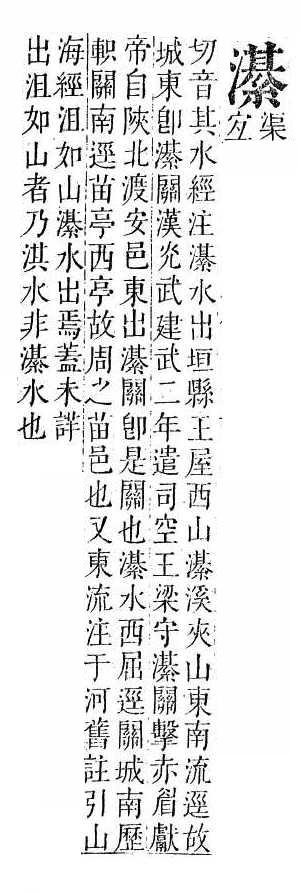 濝渠宜
切音其水經注濝水出垣縣王屋西山濝溪夾山東南流逕故
城東卽濝關漢光武建武二年遣司空王梁守濝關擊赤眉獻
帝自陝北渡安邑東出濝關卽是關也濝水西屈逕關城南歷
軹關南逕苗亭西亭故周之苗邑也又東流注于河舊註引山
海經沮如山濝水出焉蓋未詳
出沮如山者乃淇水非濝水也